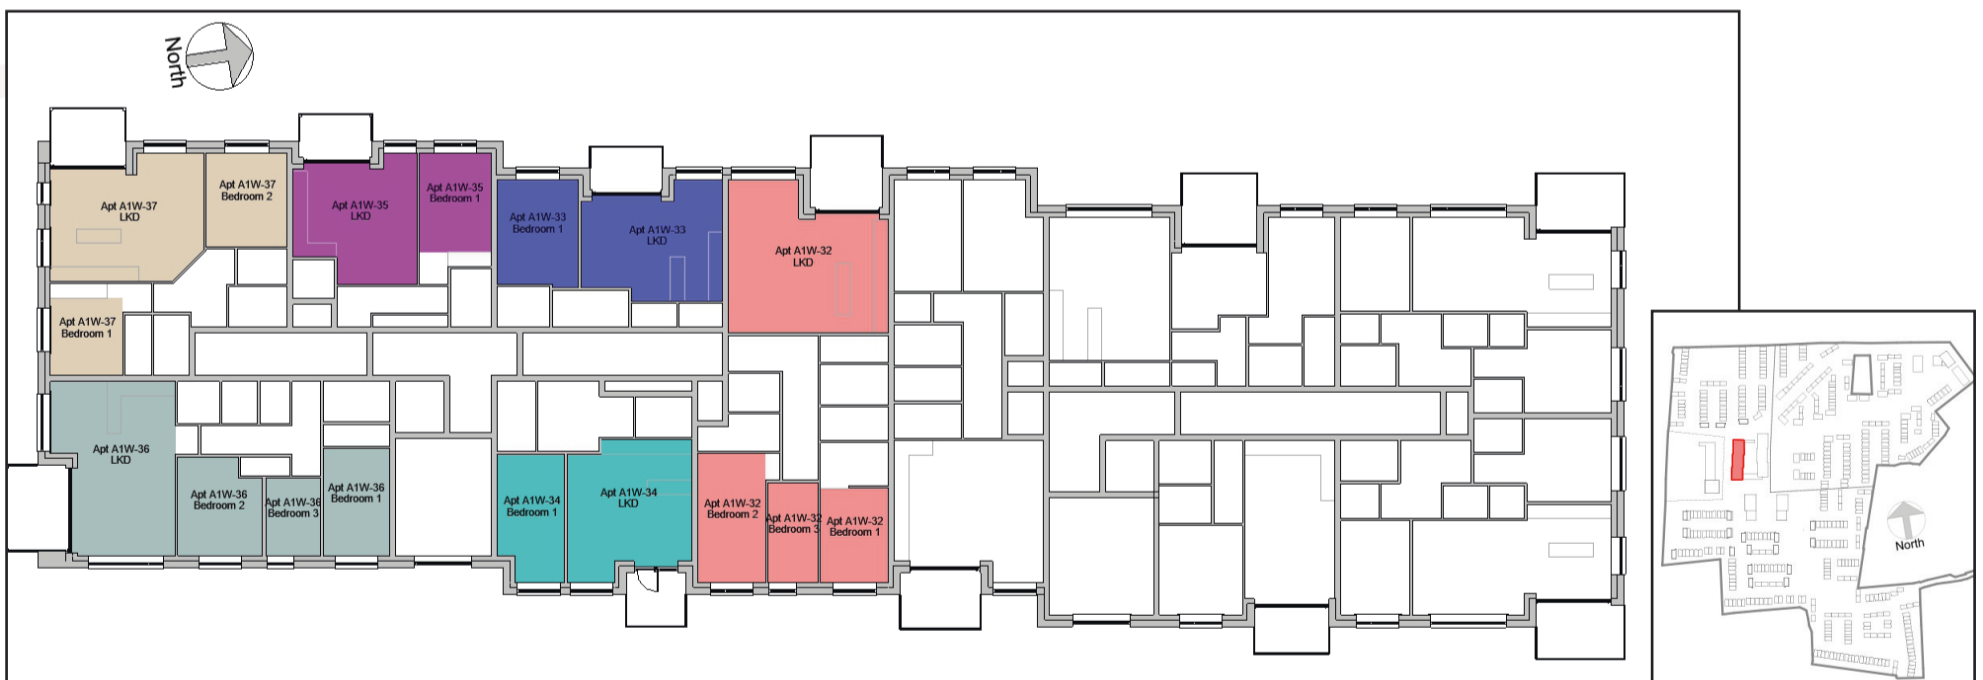 North
Apt A1W-37
LKD
Apt A1W-37
Bedroom 2
Apt A1W-35
LKD
Apt A1W-35
Bedroom 1
Apt A1W-33
Bedroom 1
Apt A1W-33
LKD
Apt A1W-32
LKD
Apt A1W-37
Bedroom 1
Apt A1W-36
LKD
Apt A1W-36
Bedroom 2
Apt A1W-36
Bedroom 3
Apt A1W-36
Bedroom 1
Apt A1W-34
Bedroom 1
Apt A1W-34
LKD
Apt A1W-32
Bedroom 2
Apt A1W-32
Bedroom 3
Apt A1W-32
Bedroom 1
North